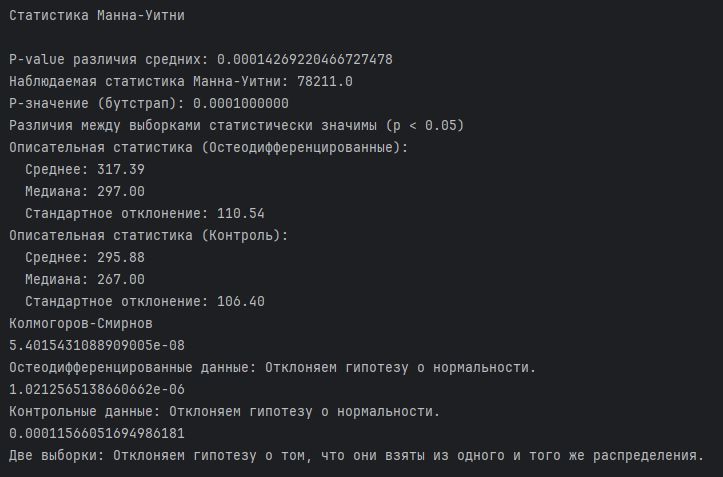 Статистика Манна-Уитни
P-value различия средних: 0.00014269220466727478
Наблюдаемая статистика Манна-Уитни: 78211.0
P-значение (бутстрап): 0.0001000000
Различия между выборками статистически значимы (p < 0.05)
Описательная статистика (Остеодифференцированные):
  Среднее: 317.39
  Медиана: 297.00
  Стандартное отклонение: 110.54
Описательная статистика (Контроль):
  Среднее: 295.88
  Медиана: 267.00
  Стандартное отклонение: 106.40
Колмогоров-Смирнов
5.4015431088909005e-08
Остеодифференцированные данные: Отклоняем гипотезу о нормальности.
1.0212565138660662e-06
Контрольные данные: Отклоняем гипотезу о нормальности.
0.00011566051694986181
Две выборки: Отклоняем гипотезу о том, что они взяты из одного и того же распределения.